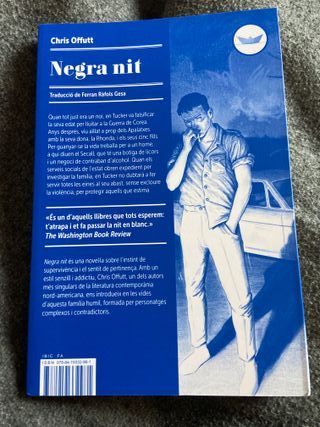 Chris Offutt
Negra nit
Traducció de Ferran Ràfols Gesa
Quan tot just era un noi, en Tucker va falsificar
la seva edat per lluitar a la Guerra de Corea.
Anys després, viu aïllat a prop dels Apalatxes
amb la seva dona, la Rhonda, i els seus cinc fills.
Per guanyar-se la vida treballa per a un home,
a qui diuen el Secall, que té una botiga de licors
i un negoci de contraban d'alcohol. Quan els
serveis socials de l'estat obren expedient per
investigar la família, en Tucker no dubtarà a fer
servir totes les eines al seu abast, sense excloure
la violència, per protegir aquells que estima.
«És un d'aquells llibres que tots esperem:
t'atrapa i et fa passar la nit en blanc.»
The Washington Book Review
Negra nit és una novel·la sobre l'instint de
supervivència i el sentit de pertinença. Amb un
estil senzill i addictiu, Chris Offutt, un dels autors
més singulars de la literatura contemporània
nord-americana, ens introdueix en les vides
d'aquesta família humil, formada per personatges
complexos i contradictoris.
IBIC FA